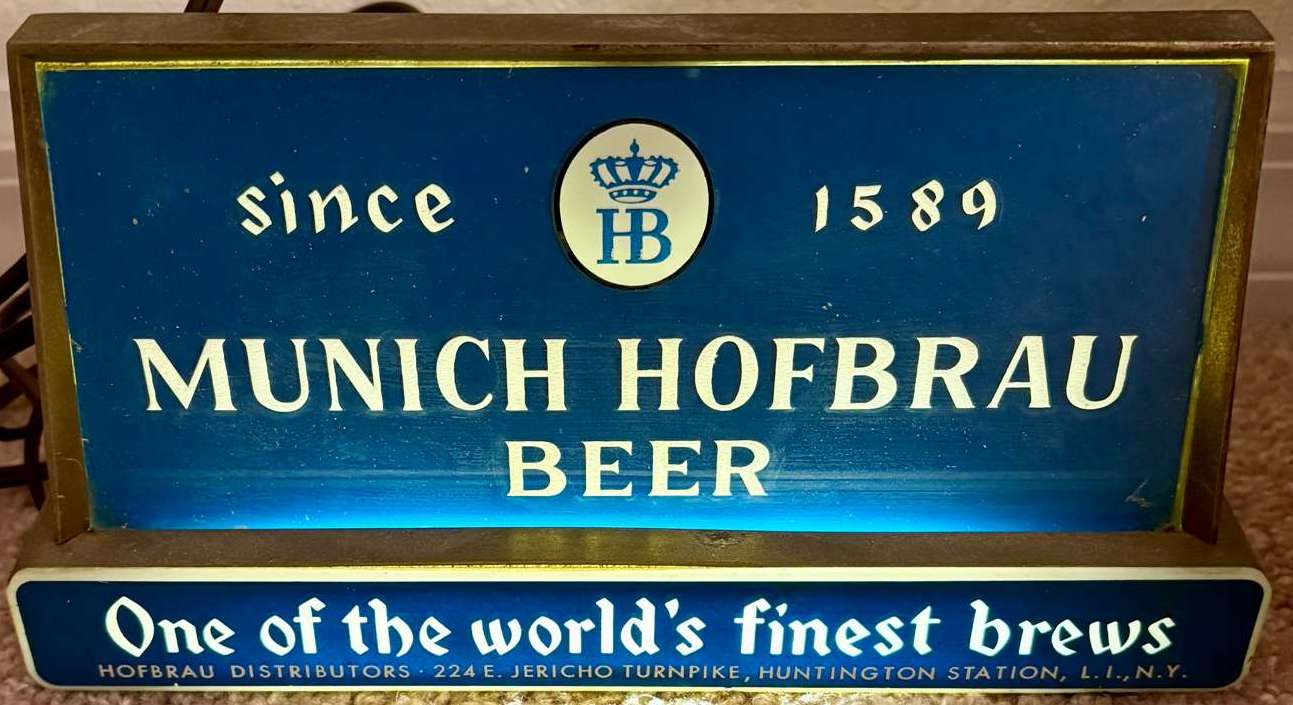 since HB 1589
MUNICH HOFBRAU
BEER
One of the world's finest brews
HOFBRAU DISTRIBUTORS · 224 E. JERICHO TURNPIKE, HUNTINGTON STATION, L.I., N.Y.